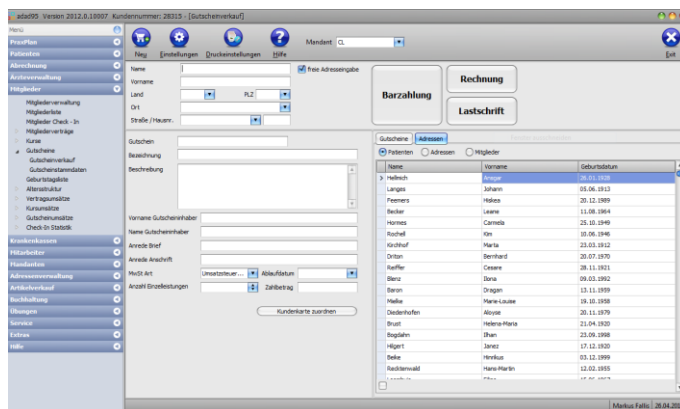 adad95 Version 2012.0.10007 Kundennummer: 28315 - [Gutscheinverkauf]
Menü
PraxPlan
Patienten
Abrechnung
Ärzteverwaltung
Mitglieder
Mitgliederverwaltung
Mitgliederliste
Mitglieder Check - In
Mitgliederverträge
Kurse
Gutscheine
Gutscheinverkauf
Gutscheinstammdaten
Geburtstagsliste
Altersstruktur
Vertragsumsätze
Kursumsätze
Gutscheinumsätze
Check-In Statistik
Krankenkassen
Mitarbeiter
Mandanten
Adressenverwaltung
Artikelverkauf
Buchhaltung
Übungen
Service
Extras
Hilfe
Neu Einstellungen Druckeinstellungen Hilfe Mandant CL Exit
Name freie Adresseingabe
Vorname
Land PLZ
Ort
Straße / Hausnr.
Barzahlung
Rechnung
Lastschrift
Gutschein
Bezeichnung
Beschreibung
Vorname Gutscheininhaber
Name Gutscheininhaber
Anrede Brief
Anrede Anschrift
MwSt Art Umsatzsteuer... Ablaufdatum
Anzahl Einzelleistungen Zahlbetrag
Kundenkarte zuordnen
Gutscheine Adressen
Patienten Adressen Mitglieder
Name Vorname Geburtsdatum
Hellmich Ansgar 28.01.1928
Langes Johann 05.06.1913
Peemers Hiskea 20.12.1989
Becker Leane 11.08.1964
Hormes Carmela 25.10.1949
Rochell Kim 10.06.1946
Kirchhof Marta 23.03.1912
Driton Bernhard 20.07.1970
Reiffer Cesare 28.11.1921
Blenz Ilona 09.03.1992
Baron Dragan 13.11.1959
Mielke Marie-Louise 19.10.1958
Diedenhofen Aloyse 20.11.1979
Brust Helena-Maria 21.04.1920
Bogdahn Ilhan 23.09.1998
Hilgert Janez 17.12.1920
Beike Hinrikus 03.12.1999
Recktenwald Hans-Martin 12.02.1955
Markus Fallis